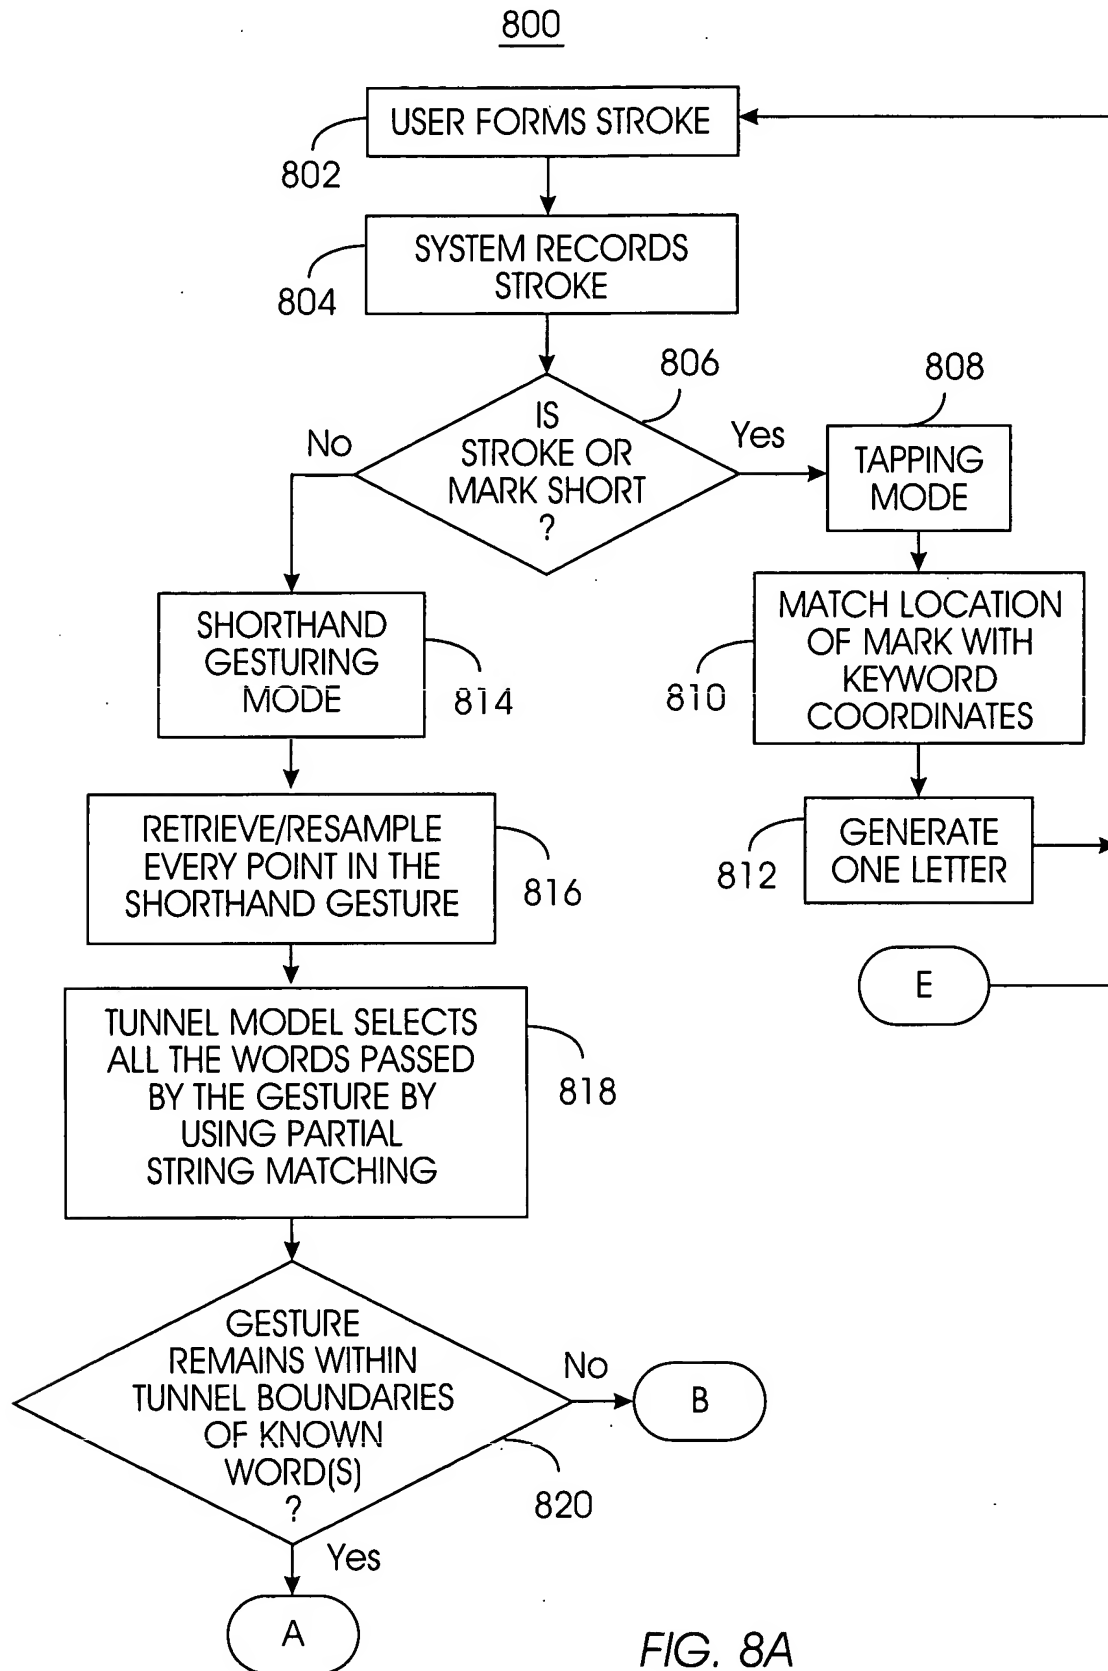 800
USER FORMS STROKE
802
SYSTEM RECORDS
STROKE
804
806
IS
STROKE OR
MARK SHORT
?
No
Yes
808
TAPPING
MODE
MATCH LOCATION
OF MARK WITH
KEYWORD
COORDINATES
810
GENERATE
ONE LETTER
812
E
SHORTHAND
GESTURING
MODE
814
RETRIEVE/RESAMPLE
EVERY POINT IN THE
SHORTHAND GESTURE
816
TUNNEL MODEL SELECTS
ALL THE WORDS PASSED
BY THE GESTURE BY
USING PARTIAL
STRING MATCHING
818
GESTURE
REMAINS WITHIN
TUNNEL BOUNDARIES
OF KNOWN
WORD(S)
?
No
B
820
Yes
A
FIG. 8A